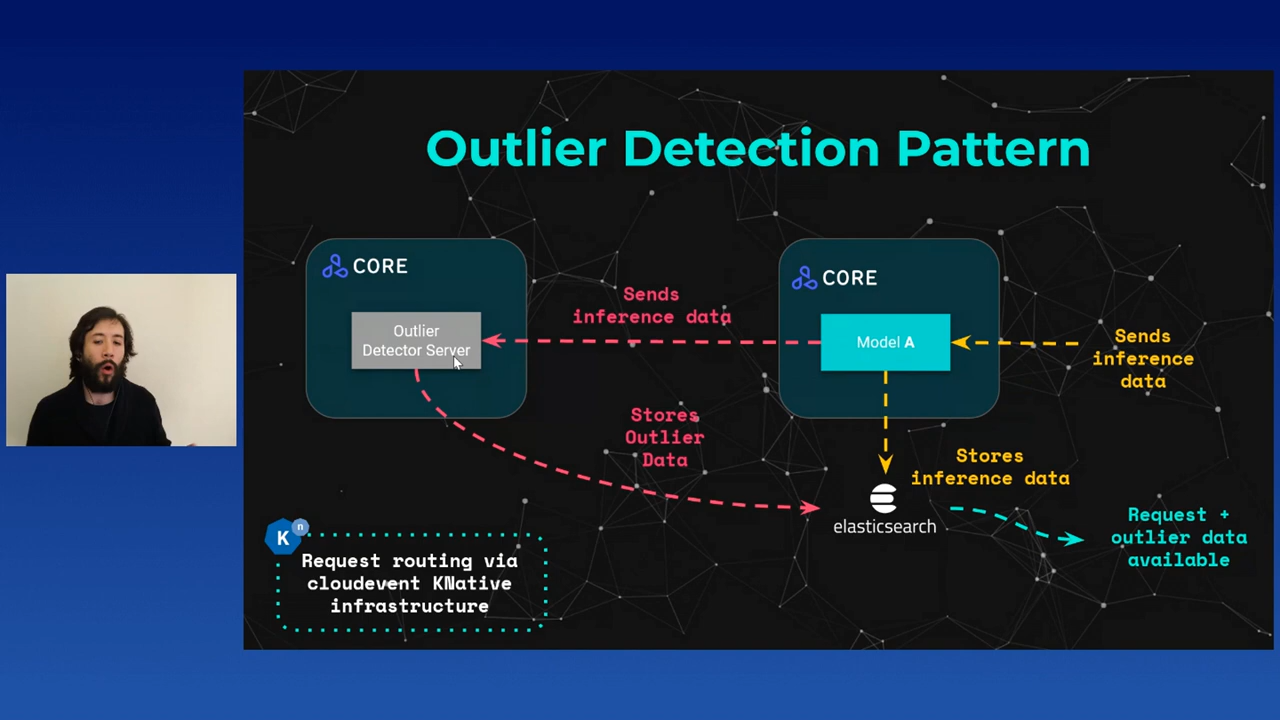 Outlier Detection Pattern
CORE
Outlier
Detector Server
Sends
inference data
CORE
Model A
Sends
inference
data
Stores
Outlier
Data
Stores
inference data
elasticsearch
Request +
outlier data
available
K
n
Request routing via
cloudevent KNative
infrastructure